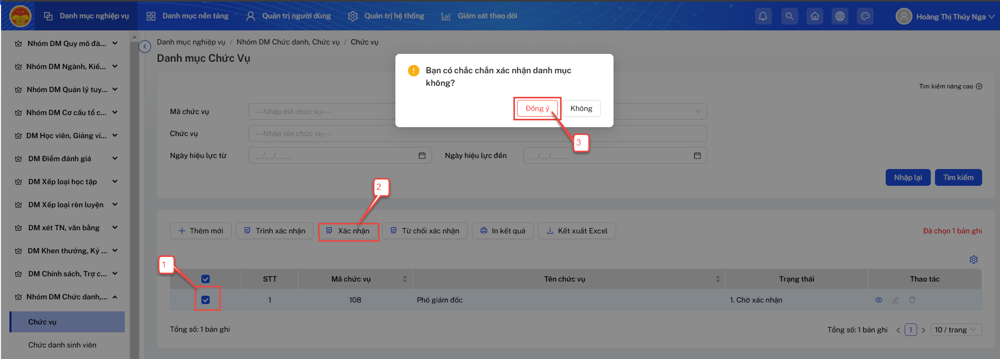 Danh mục nghiệp vụ
Danh mục nền tảng
Quản trị người dùng
Quản trị hệ thống
Giám sát theo dõi
Hoàng Thị Thúy Nga
Nhóm DM Quy mô đà...
Nhóm DM Ngành, Kiế...
Nhóm DM Quản lý tuy...
Nhóm DM Cơ cấu tổ c...
DM Học viên, Giảng vi...
DM Điểm đánh giá
DM Xếp loại học tập
DM Xếp loại rèn luyện
DM xét TN, văn bằng
DM Khen thưởng, Kỷ ...
DM Chính sách, Trợ c...
Nhóm DM Chức danh,...
Chức vụ
Chức danh sinh viên
Danh mục nghiệp vụ / Nhóm DM Chức danh, Chức vụ / Chức vụ
Danh mục Chức Vụ
Bạn có chắc chắn xác nhận danh mục
không?
Đồng ý
Không
3
Tìm kiếm nâng cao
Mã chức vụ
---Nhập mã chức vụ---
Chức vụ
---Nhập tên chức vụ---
Ngày hiệu lực từ
__/__/____
Ngày hiệu lực đến
__/__/____
Nhập lại
Tìm kiếm
2
Thêm mới
Trình xác nhận
Xác nhận
Từ chối xác nhận
In kết quả
Kết xuất Excel
Đã chọn 1 bản ghi
1
STT
Mã chức vụ
Tên chức vụ
Trạng thái
Thao tác
1
108
Phó giám đốc
1. Chờ xác nhận
Tổng số: 1 bản ghi
Tổng số: 1 bản ghi
< 1 >
10 / trang